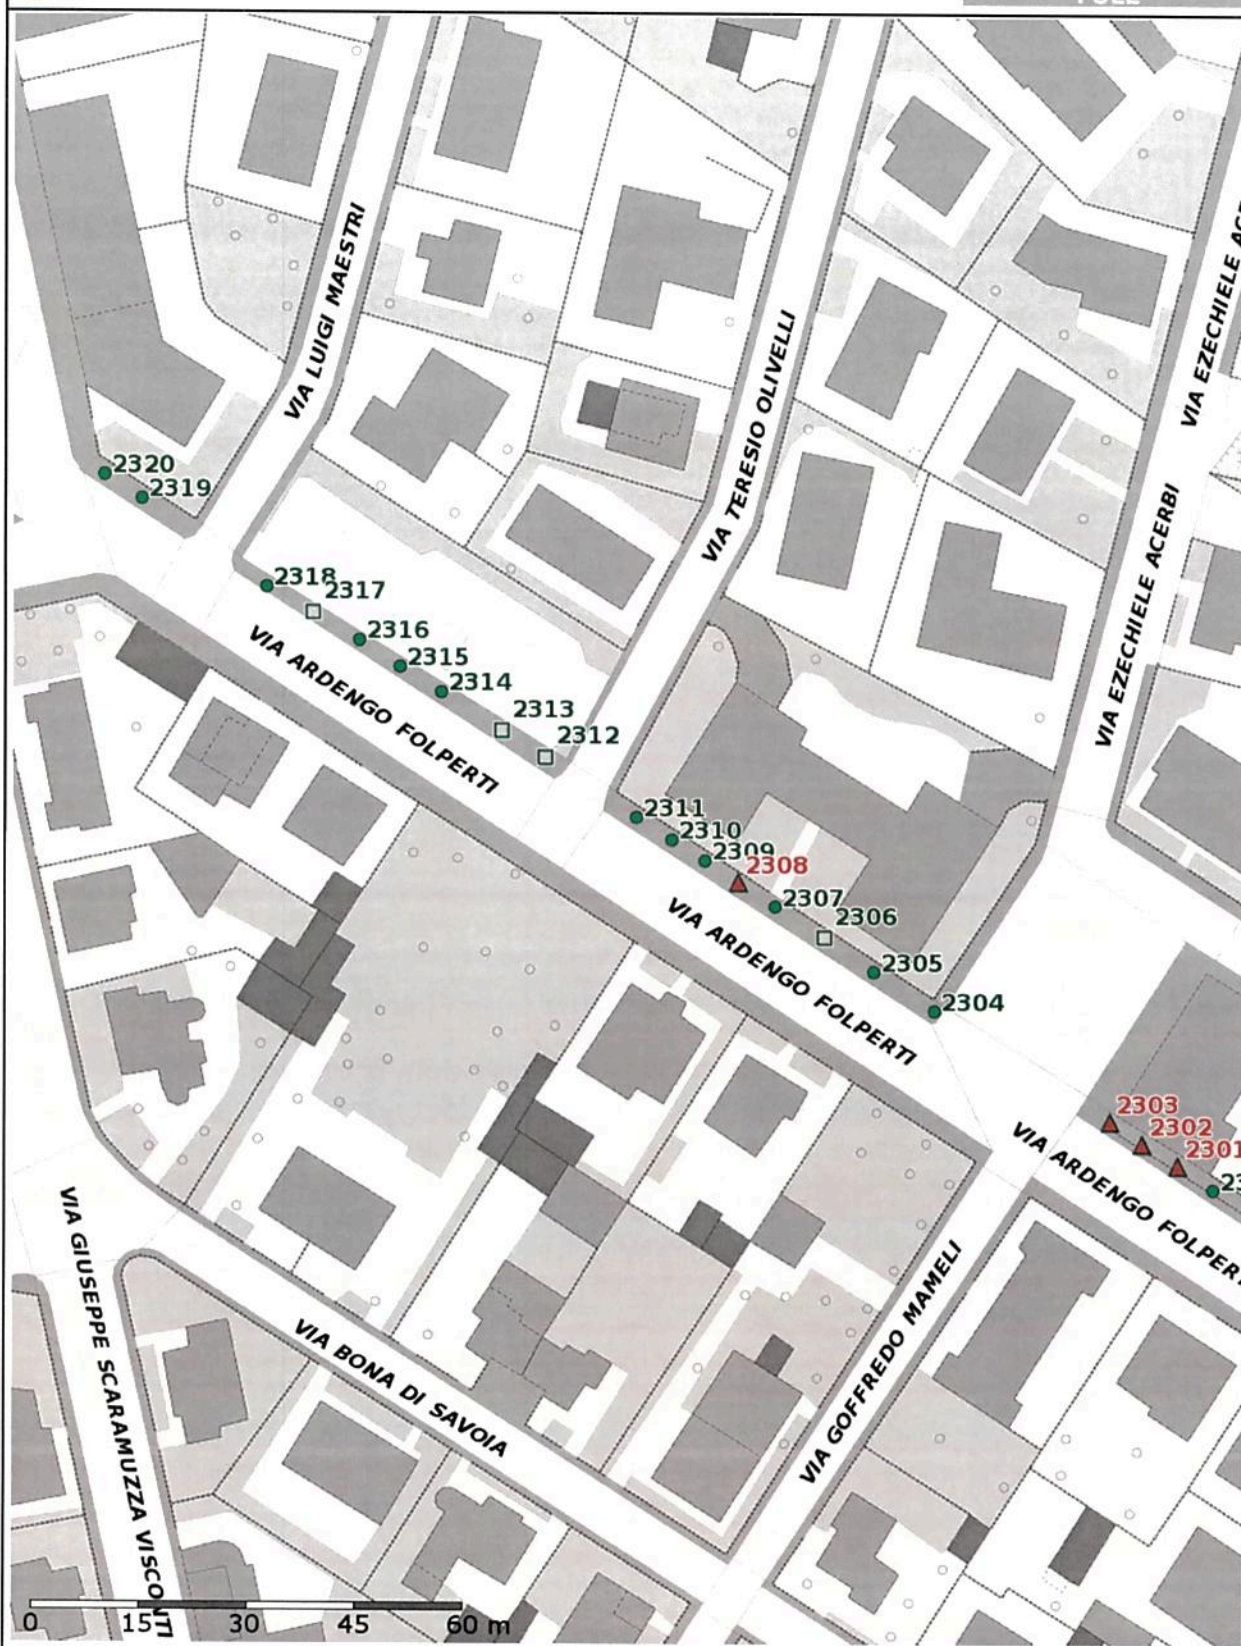 VIA LUIGI MAESTRI
VIA TERESIO OLIVELLI
VIA EZECHIELE
VIA EZECHIELE ACERBI
2320
2319
2318
2317
2316
2315
2314
2313
2312
VIA ARDENGO FOLPERTI
2311
2310
2309
2308
2307
2306
2305
2304
VIA ARDENGO FOLPERTI
2303
2302
2301
VIA ARDENGO
VIA GIUSEPPE SCARAMUZZA VISCONTI
VIA BONA DI SAVOIA
VIA GOFFREDO MAMELI
0 15 30 45 60 m